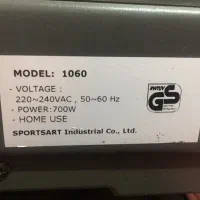 MODEL: 1060
- VOLTAGE :
220~240VAC , 50~60 Hz
- POWER:700W
- HOME USE
SPORTSART Industrial Co., Ltd.
GS